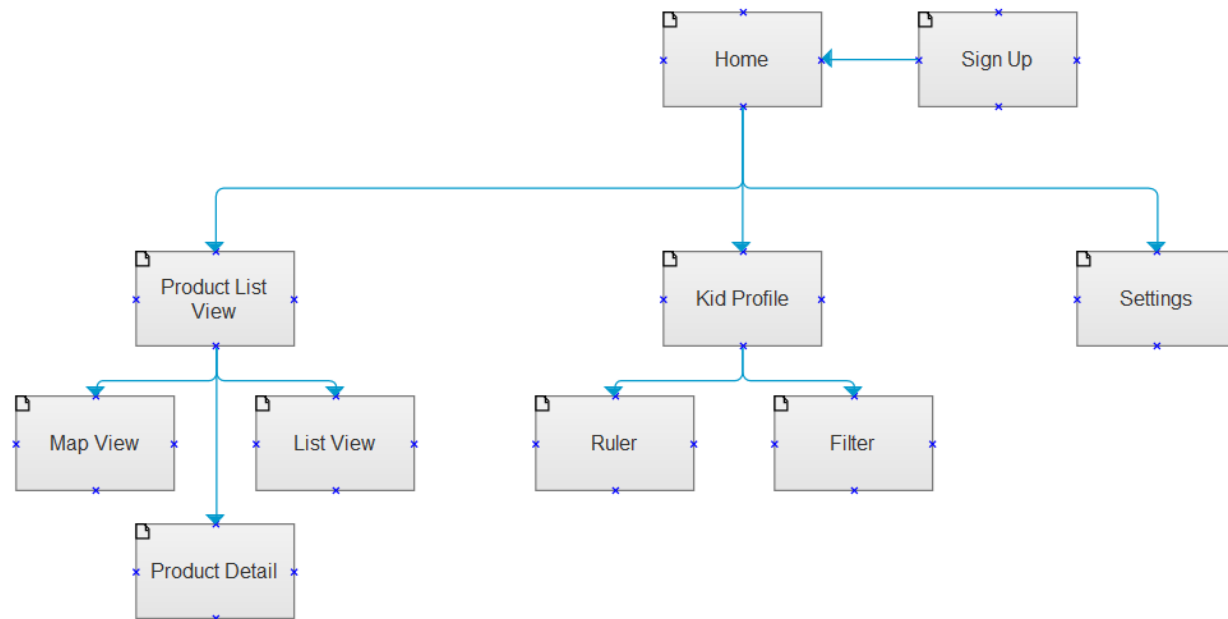 Home
Sign Up
Product List
View
Kid Profile
Settings
Map View
List View
Ruler
Filter
Product Detail